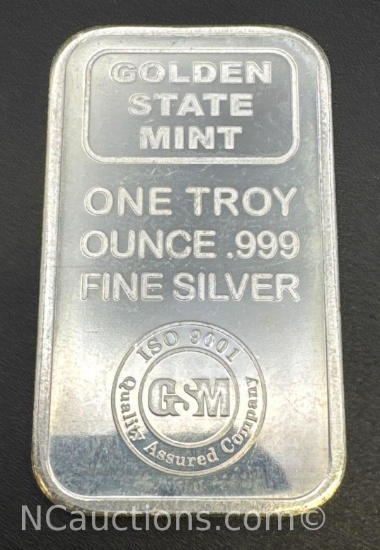 GOLDEN
STATE
MINT
ONE TROY
OUNCE .999
FINE SILVER
ISO 9001
GSM
Quality Assured Company
NCauctions.com©